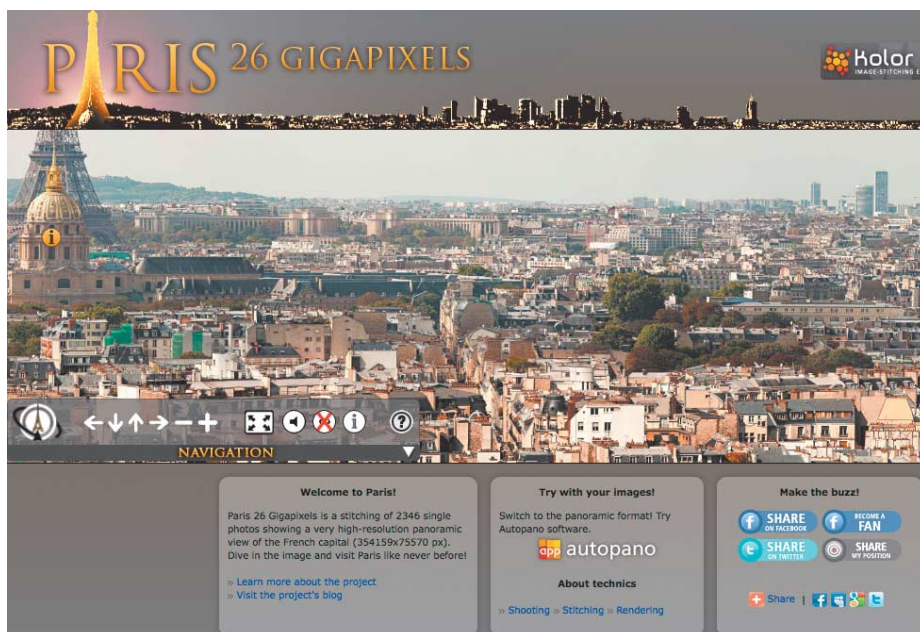 PARIS 26 GIGAPIXELS
Kolor
IMAGE-STITCHING E
i
i
?
NAVIGATION
Welcome to Paris!
Paris 26 Gigapixels is a stitching of 2346 single
photos showing a very high-resolution panoramic
view of the French capital (354159x75570 px).
Dive in the image and visit Paris like never before!
» Learn more about the project
» Visit the project's blog
Try with your images!
Switch to the panoramic format! Try
Autopano software.
app autopano
About technics
» Shooting » Stitching » Rendering
Make the buzz!
f SHARE
ON FACEBOOK
f BECOME A
FAN
t SHARE
ON TWITTER
SHARE
MY POSITION
Share |